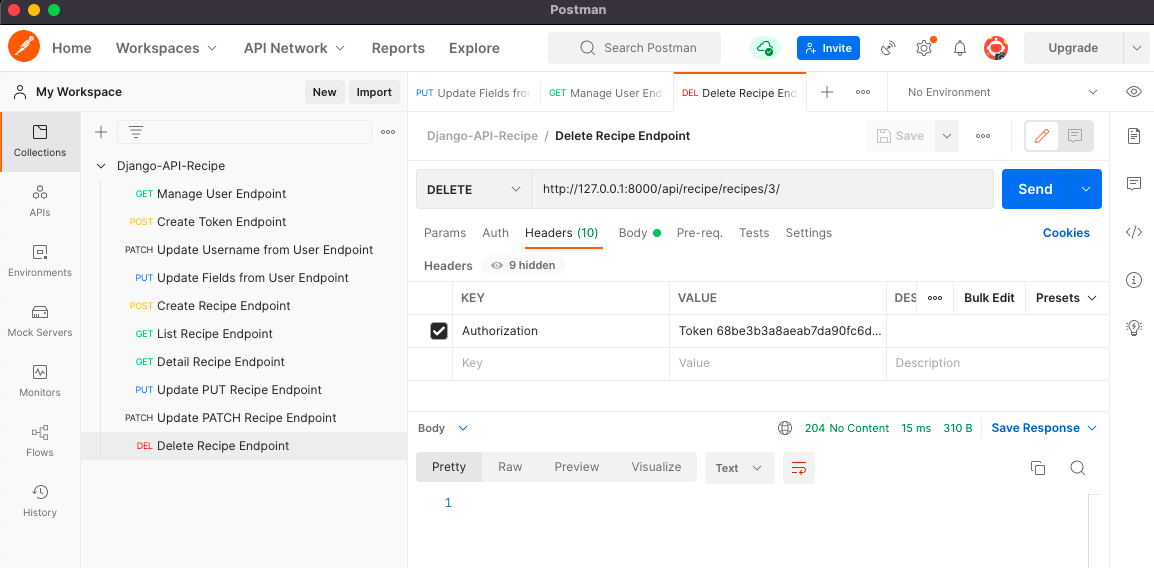 Postman
Home Workspaces API Network Reports Explore Search Postman Invite Upgrade
My Workspace New Import
PUT Update Fields fro GET Manage User End DEL Delete Recipe End No Environment
Collections
APIs
Environments
Mock Servers
Monitors
Flows
History
Django-API-Recipe
GET Manage User Endpoint
POST Create Token Endpoint
PATCH Update Username from User Endpoint
PUT Update Fields from User Endpoint
POST Create Recipe Endpoint
GET List Recipe Endpoint
GET Detail Recipe Endpoint
PUT Update PUT Recipe Endpoint
PATCH Update PATCH Recipe Endpoint
DEL Delete Recipe Endpoint
Django-API-Recipe / Delete Recipe Endpoint Save
DELETE http://127.0.0.1:8000/api/recipe/recipes/3/ Send
Params Auth Headers (10) Body Pre-req. Tests Settings Cookies
Headers 9 hidden
KEY VALUE DES Bulk Edit Presets
Authorization Token 68be3b3a8aeab7da90fc6d...
Key Value Description
Body 204 No Content 15 ms 310 B Save Response
Pretty Raw Preview Visualize Text
1